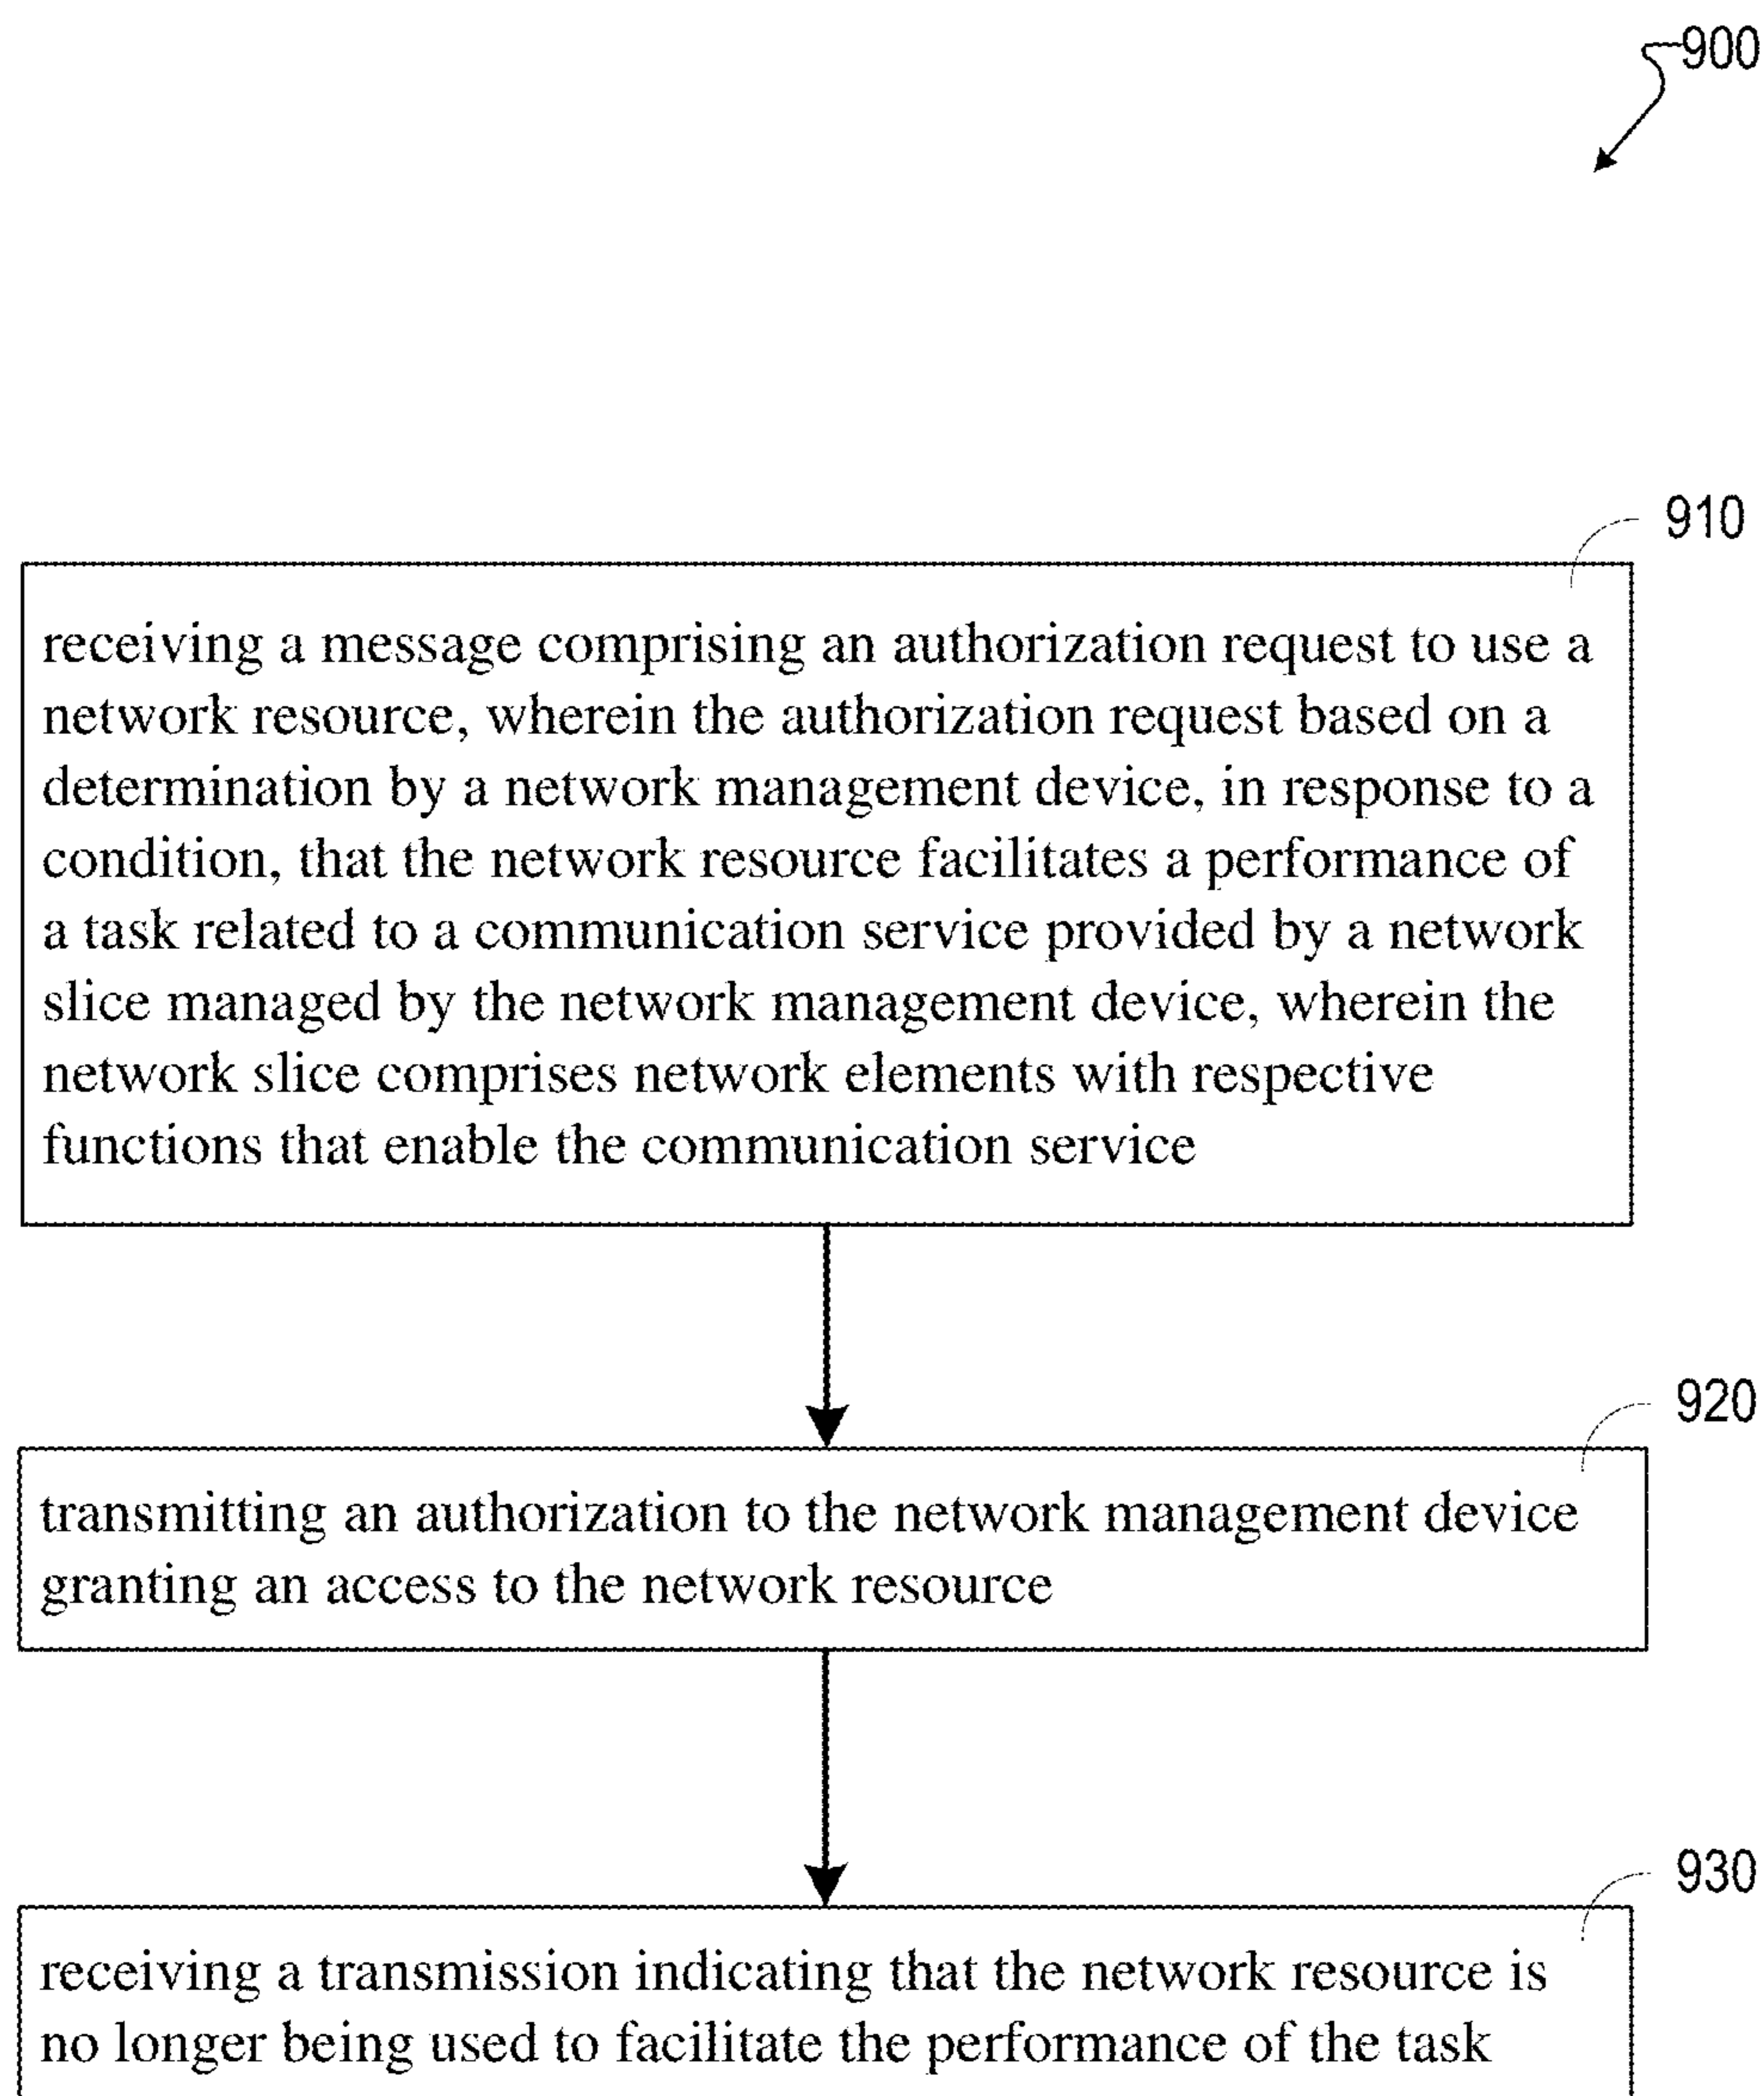 900
910
receiving a message comprising an authorization request to use a
network resource, wherein the authorization request based on a
determination by a network management device, in response to a
condition, that the network resource facilitates a performance of
a task related to a communication service provided by a network
slice managed by the network management device, wherein the
network slice comprises network elements with respective
functions that enable the communication service
920
transmitting an authorization to the network management device
granting an access to the network resource
930
receiving a transmission indicating that the network resource is
no longer being used to facilitate the performance of the task